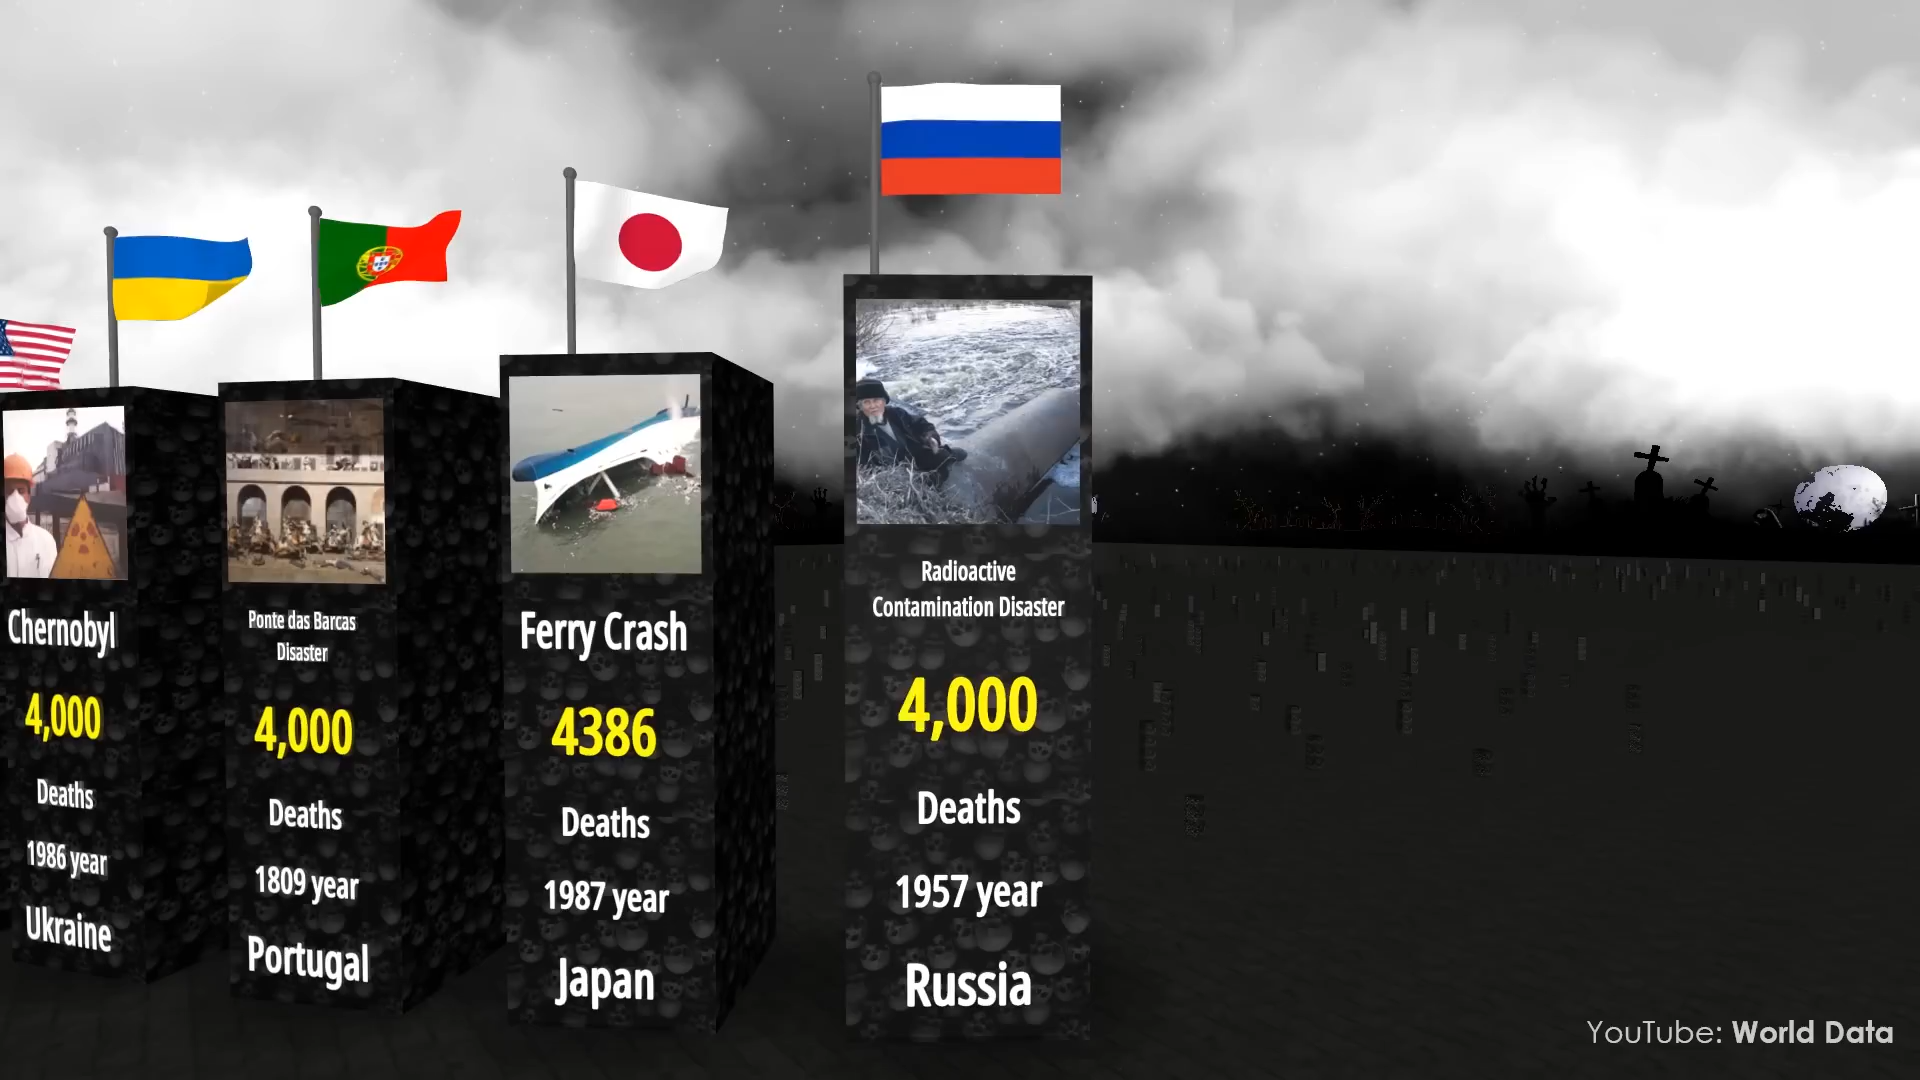 Chernobyl
4,000
Deaths
1986 year
Ukraine
Ponte das Barcas
Disaster
4,000
Deaths
1809 year
Portugal
Ferry Crash
4386
Deaths
1987 year
Japan
Radioactive
Contamination Disaster
4,000
Deaths
1957 year
Russia
YouTube: World Data